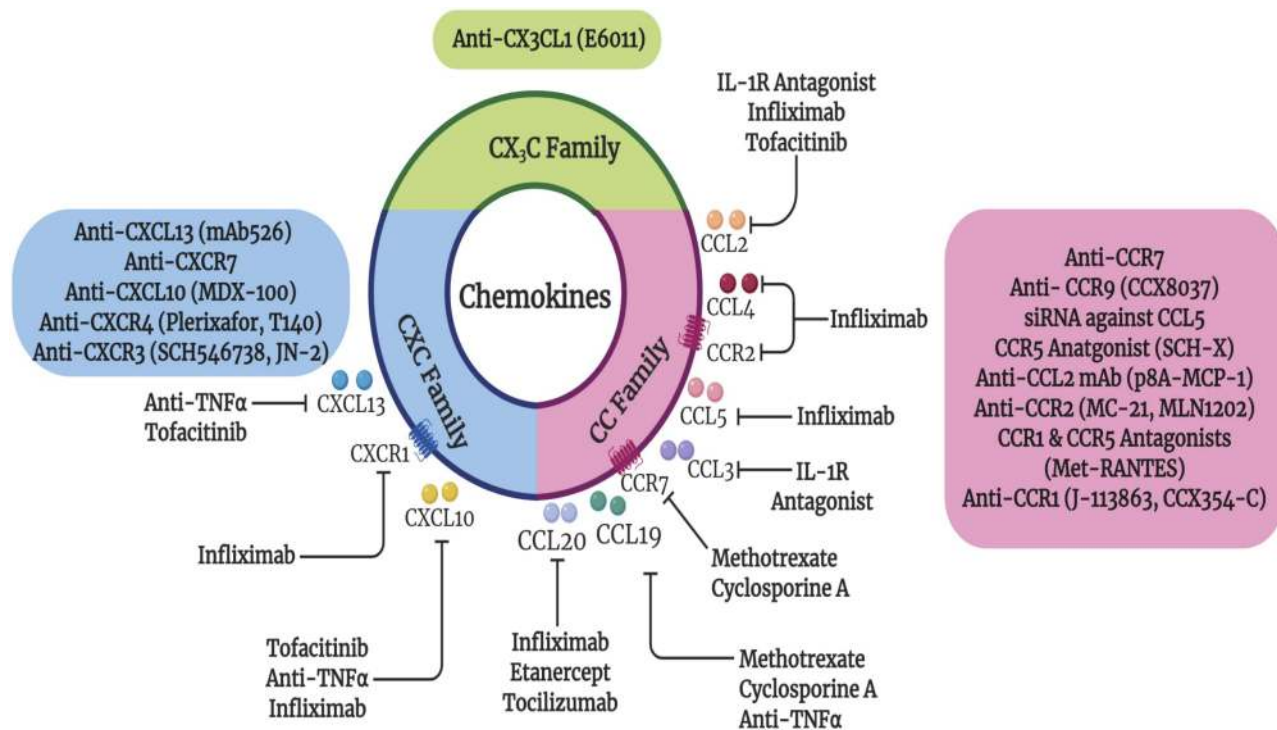 Anti-CX3CL1 (E6011)
IL-1R Antagonist
Infliximab
Tofacitinib
CX₃C Family
Anti-CXCL13 (mAb526)
Anti-CXCR7
Anti-CXCL10 (MDX-100)
Anti-CXCR4 (Plerixafor, T140)
Anti-CXCR3 (SCH546738, JN-2)
CCL2
Chemokines
CCL4
CCR2
Infliximab
Anti-CCR7
Anti- CCR9 (CCX8037)
siRNA against CCL5
CCR5 Anatgonist (SCH-X)
Anti-CCL2 mAb (p8A-MCP-1)
Anti-CCR2 (MC-21, MLN1202)
CCR1 & CCR5 Antagonists
(Met-RANTES)
Anti-CCR1 (J-113863, CCX354-C)
CXC Family
CC Family
Anti-TNFα
Tofacitinib
CXCL13
CCL5
Infliximab
CXCR1
CCR7
CCL3
IL-1R
Antagonist
CXCL10
CCL20
CCL19
Infliximab
Methotrexate
Cyclosporine A
Tofacitinib
Anti-TNFα
Infliximab
Infliximab
Etanercept
Tocilizumab
Methotrexate
Cyclosporine A
Anti-TNFα